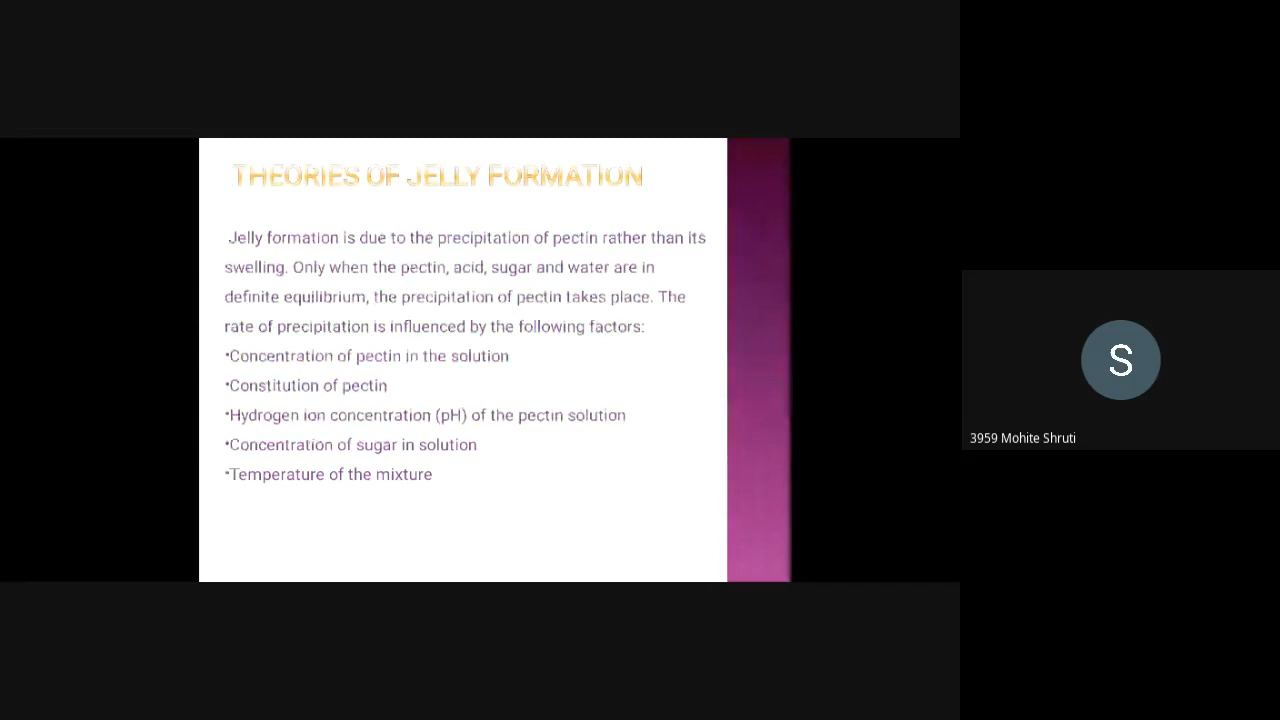 THEORIES OF JELLY FORMATION
Jelly formation is due to the precipitation of pectin rather than its
swelling. Only when the pectin, acid, sugar and water are in
definite equilibrium, the precipitation of pectin takes place. The
rate of precipitation is influenced by the following factors:
•Concentration of pectin in the solution
•Constitution of pectin
•Hydrogen ion concentration (pH) of the pectin solution
•Concentration of sugar in solution
•Temperature of the mixture
S
3959 Mohite Shruti